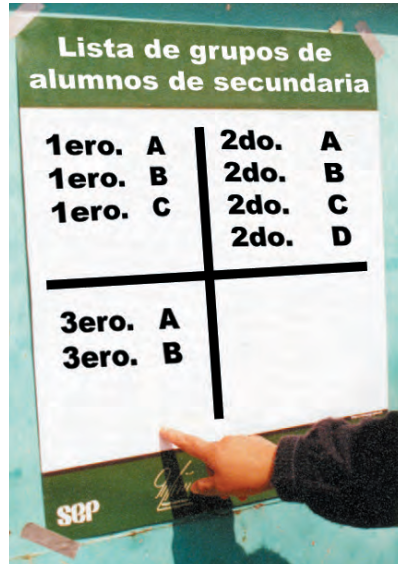 Lista de grupos de
alumnos de secundaria
1ero. A
1ero. B
1ero. C
2do. A
2do. B
2do. C
2do. D
3ero. A
3ero. B
SEP